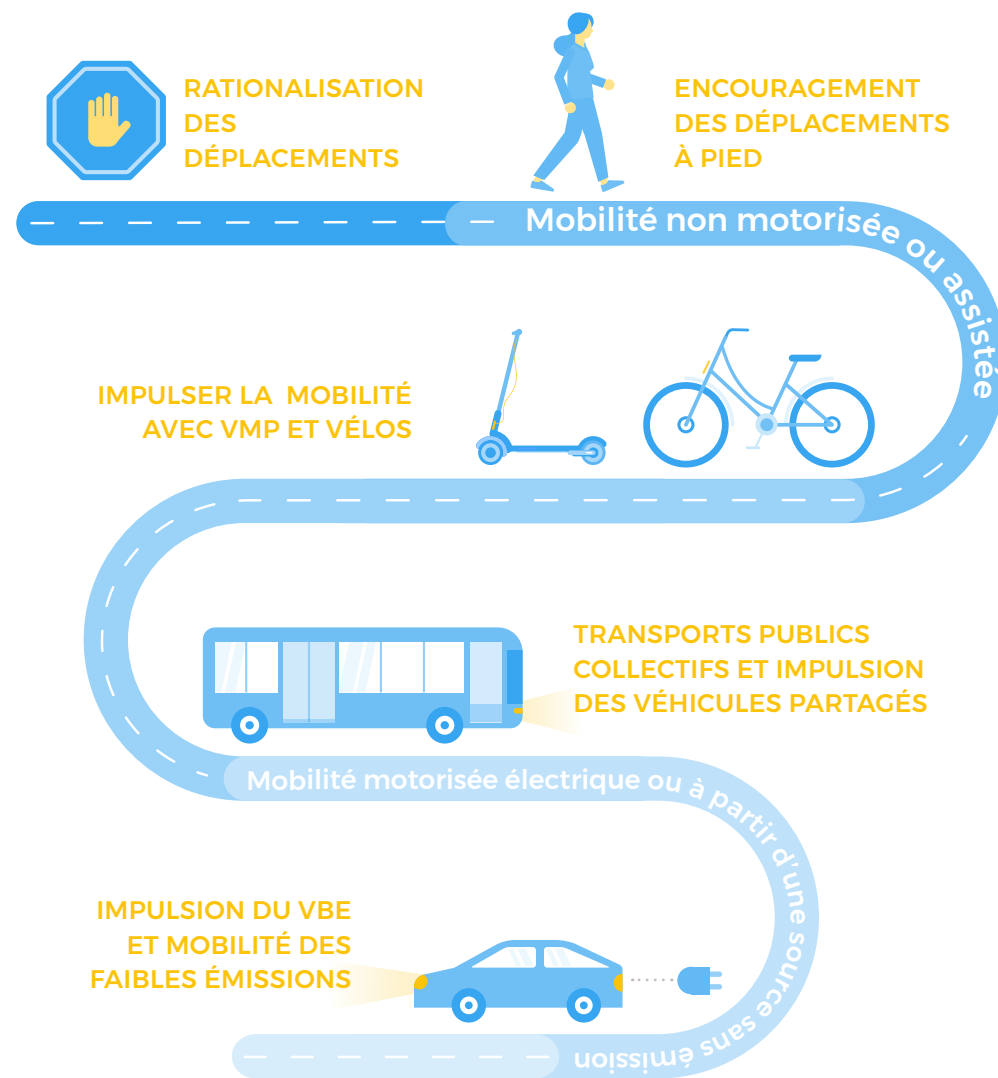 RATIONALISATION
DES
DÉPLACEMENTS
ENCOURAGEMENT
DES DÉPLACEMENTS
À PIED
Mobilité non motorisée ou assistée
IMPULSER LA MOBILITÉ
AVEC VMP ET VÉLOS
TRANSPORTS PUBLICS
COLLECTIFS ET IMPULSION
DES VÉHICULES PARTAGÉS
Mobilité motorisée électrique ou à partir d'une source sans émission
IMPULSION DU VBE
ET MOBILITÉ DES
FAIBLES ÉMISSIONS